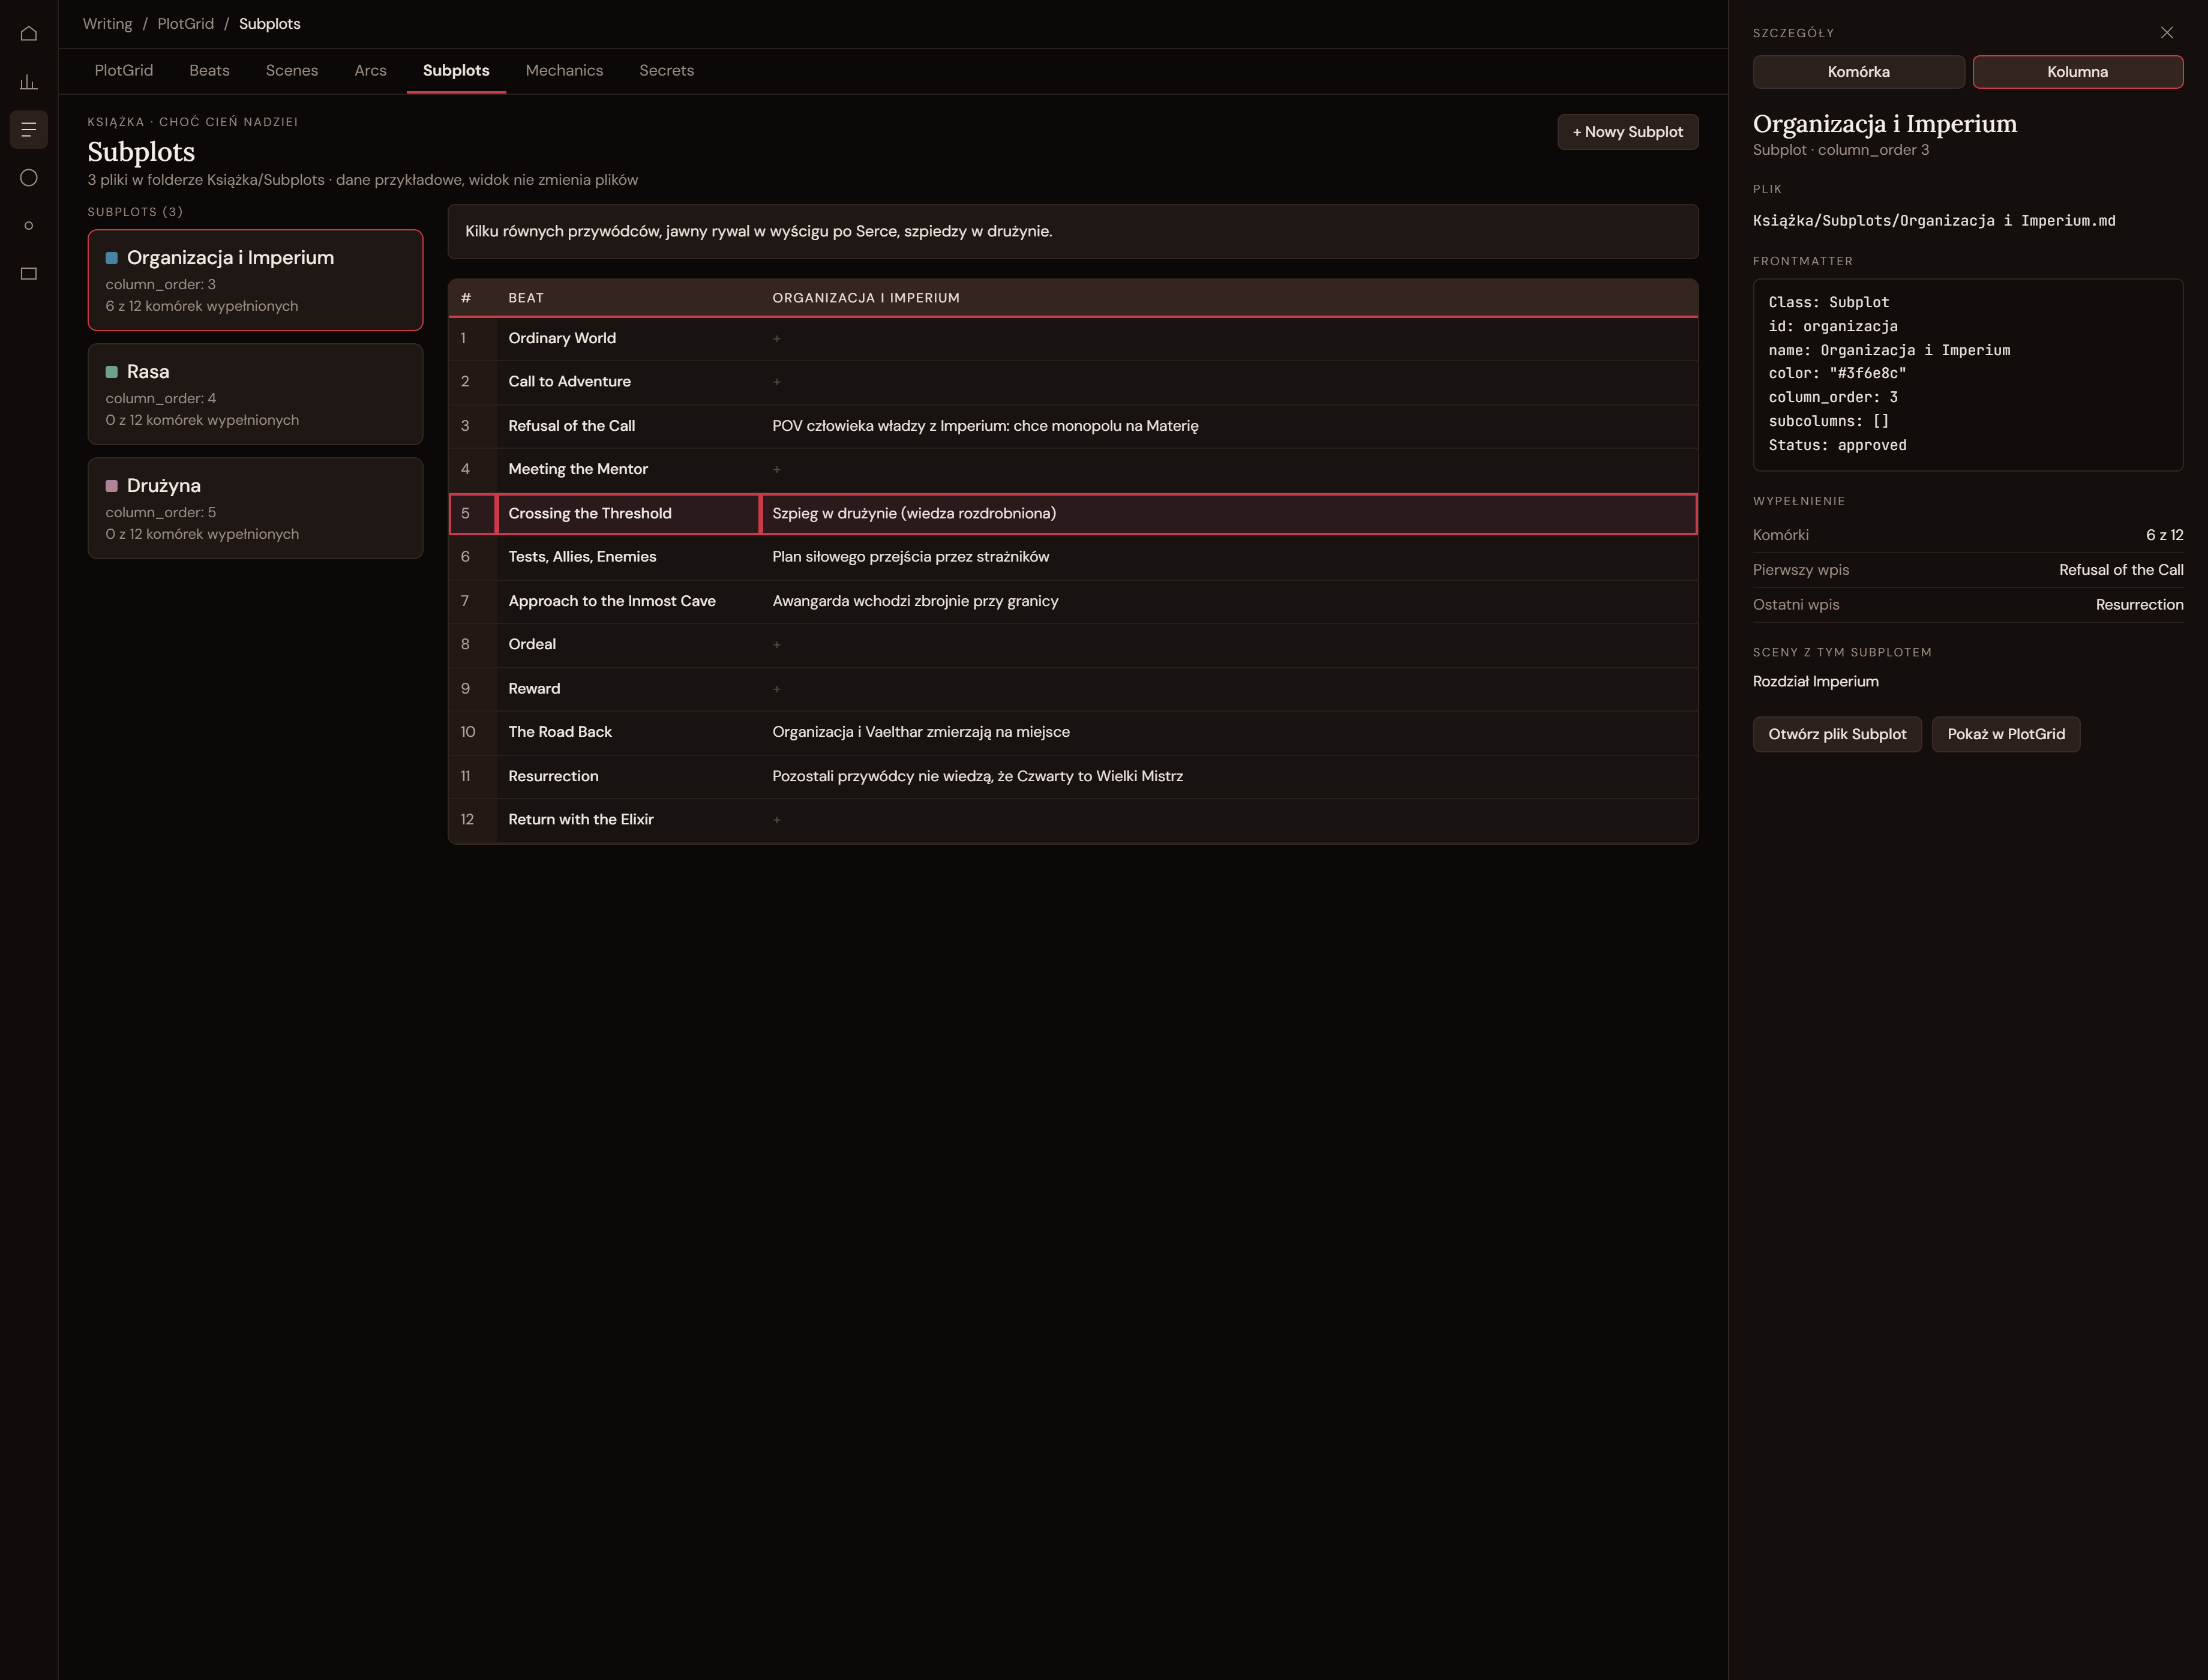 Writing / PlotGrid / Subplots
PlotGrid Beats Scenes Arcs Subplots Mechanics Secrets
KSIĄŻKA · CHOĆ CIEŃ NADZIEI
Subplots
3 pliki w folderze Książka/Subplots · dane przykładowe, widok nie zmienia plików
+ Nowy Subplot
SUBPLOTS (3)
Organizacja i Imperium
column_order: 3
6 z 12 komórek wypełnionych
Rasa
column_order: 4
0 z 12 komórek wypełnionych
Drużyna
column_order: 5
0 z 12 komórek wypełnionych
Kilku równych przywódców, jawny rywal w wyścigu po Serce, szpiedzy w drużynie.
# BEAT ORGANIZACJA I IMPERIUM
1 Ordinary World +
2 Call to Adventure +
3 Refusal of the Call POV człowieka władzy z Imperium: chce monopolu na Materię
4 Meeting the Mentor +
5 Crossing the Threshold Szpieg w drużynie (wiedza rozdrobniona)
6 Tests, Allies, Enemies Plan siłowego przejścia przez strażników
7 Approach to the Inmost Cave Awangarda wchodzi zbrojnie przy granicy
8 Ordeal +
9 Reward +
10 The Road Back Organizacja i Vaelthar zmierzają na miejsce
11 Resurrection Pozostali przywódcy nie wiedzą, że Czwarty to Wielki Mistrz
12 Return with the Elixir +
SZCZEGÓŁY
Komórka Kolumna
Organizacja i Imperium
Subplot · column_order 3
PLIK
Książka/Subplots/Organizacja i Imperium.md
FRONTMATTER
Class: Subplot
id: organizacja
name: Organizacja i Imperium
color: "#3f6e8c"
column_order: 3
subcolumns: []
Status: approved
WYPEŁNIENIE
Komórki 6 z 12
Pierwszy wpis Refusal of the Call
Ostatni wpis Resurrection
SCENY Z TYM SUBPLOTEM
Rozdział Imperium
Otwórz plik Subplot Pokaż w PlotGrid